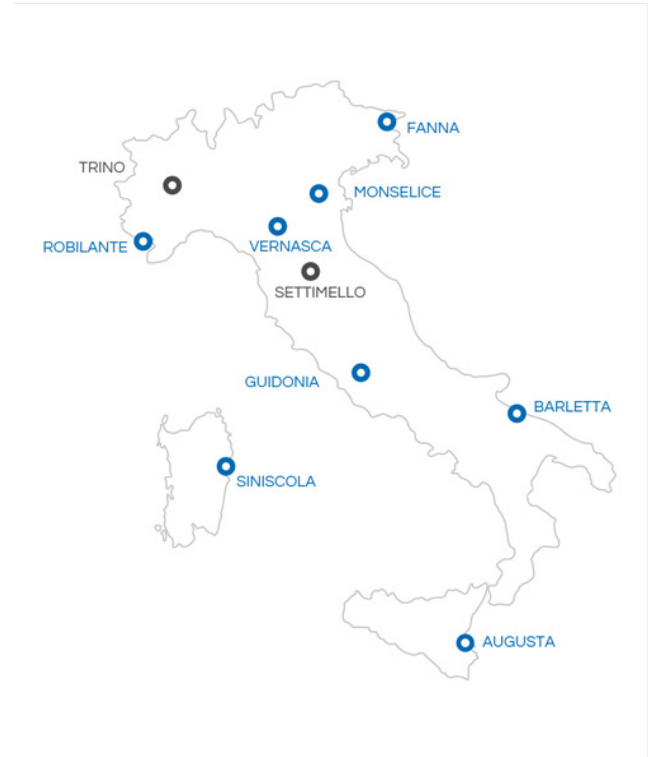 FANNA
TRINO
MONSELICE
ROBILANTE
VERNASCA
SETTIMELLO
GUIDONIA
BARLETTA
SINISCOLA
AUGUSTA